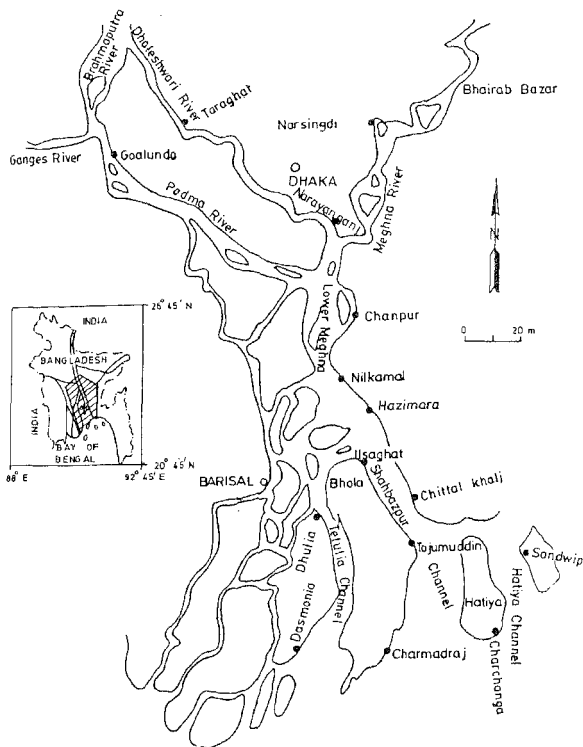 Brahmaputra
River
Dhaleshwari River
Taraghat
Bhairab Bazar
Narsingdi
Ganges River
Goalundo
DHAKA
Padma River
Narayanganj
Meghna River
N
Lower Meghna
Chanpur
0 20 m
Nilkamal
Hazimara
26° 45' N
INDIA
BANGLADESH
INDIA
BAY OF
BENGAL
20° 45' N
88° E
92° 45' E
Ilsaghat
BARISAL
Bhola
Shahbazpur
Channel
Chittal khali
Dhulia
Tetulia Channel
Tojumuddin
Sandwip
Hatiya
Hatiya Channel
Dasmonia
Charmadraj
Charchanga